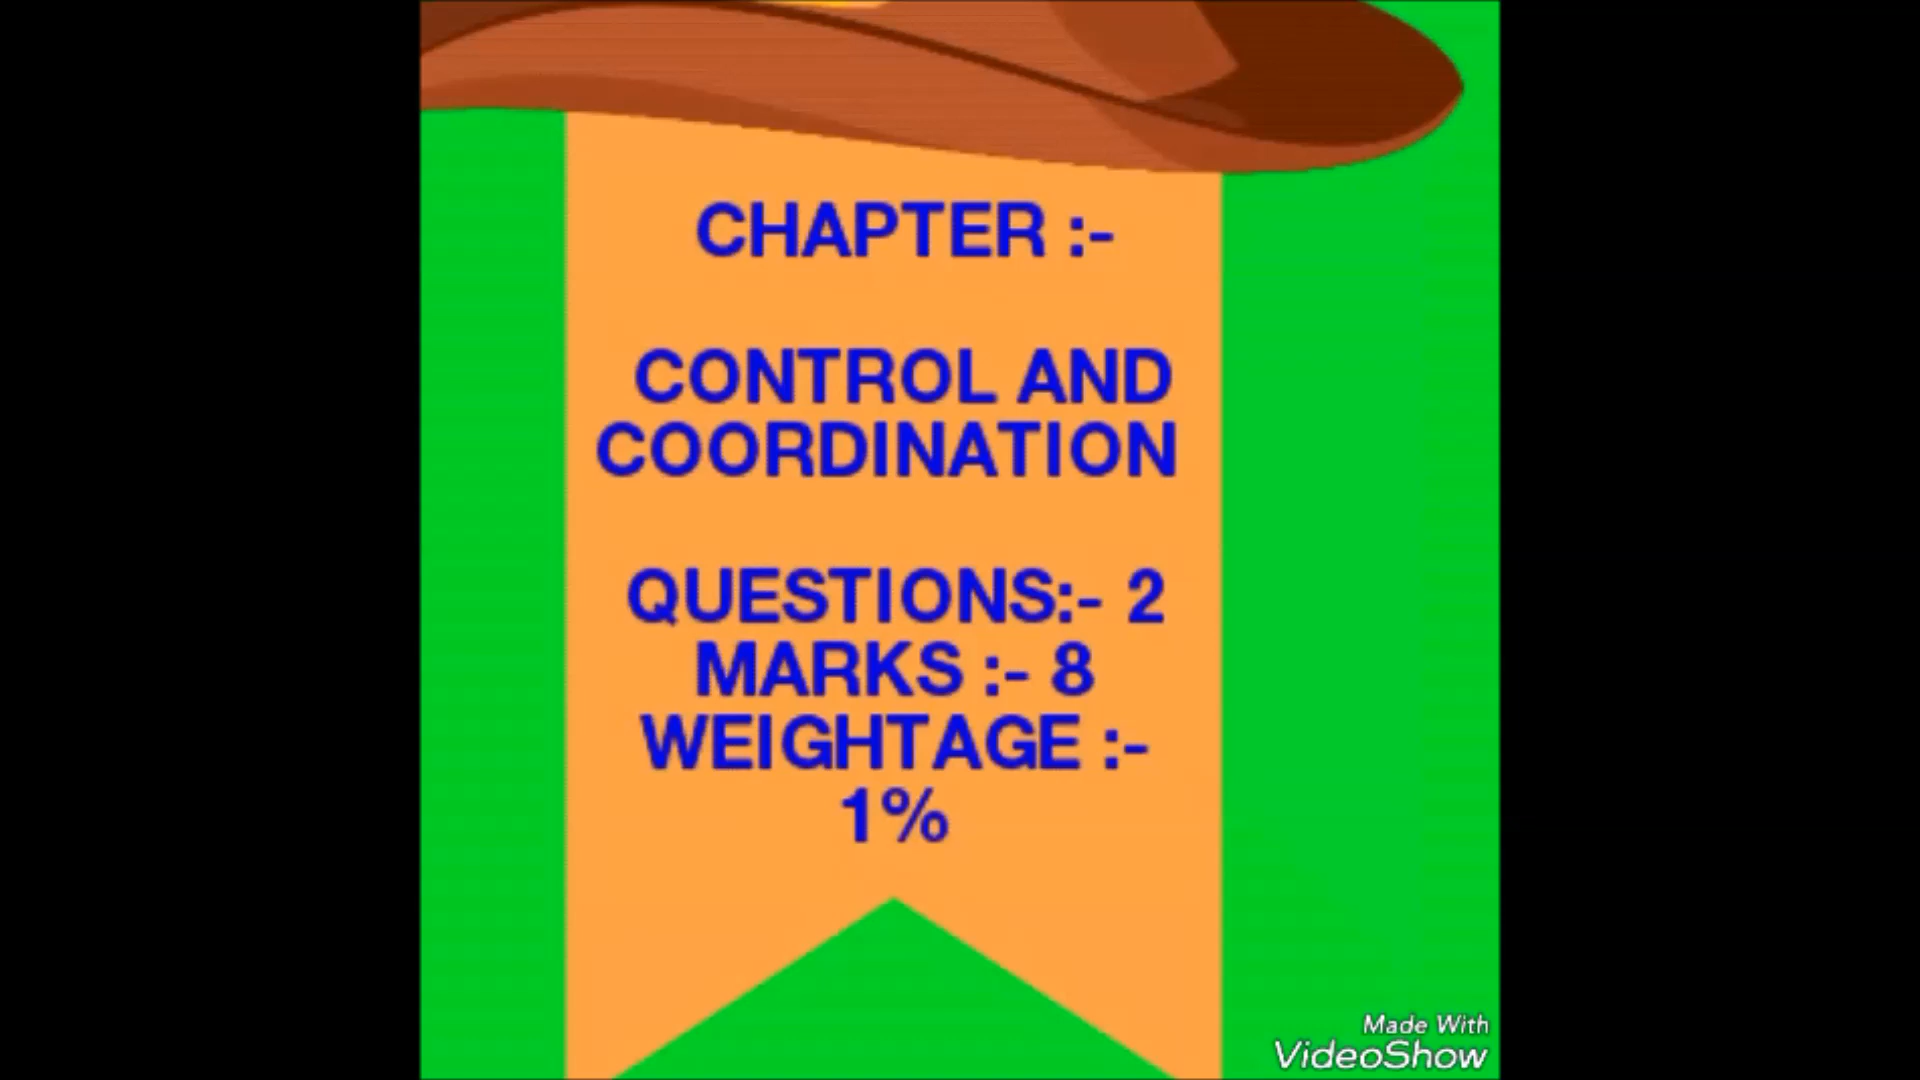 CHAPTER :-
CONTROL AND
COORDINATION
QUESTIONS:- 2
MARKS :- 8
WEIGHTAGE :-
1%
Made With
VideoShow